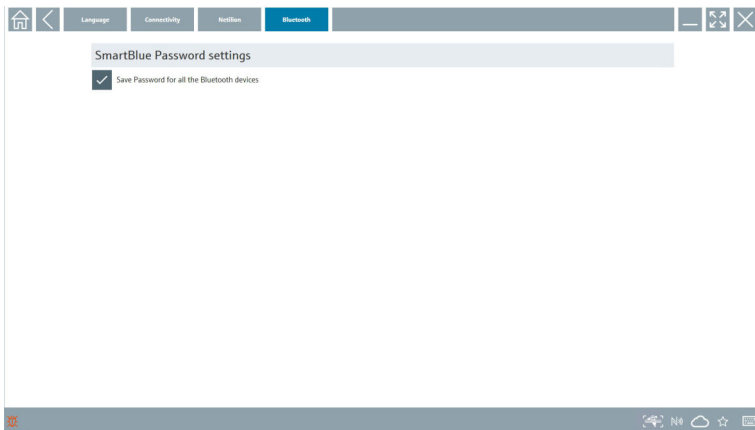 Language Connectivity Netilion Bluetooth
SmartBlue Password settings
Save Password for all the Bluetooth devices